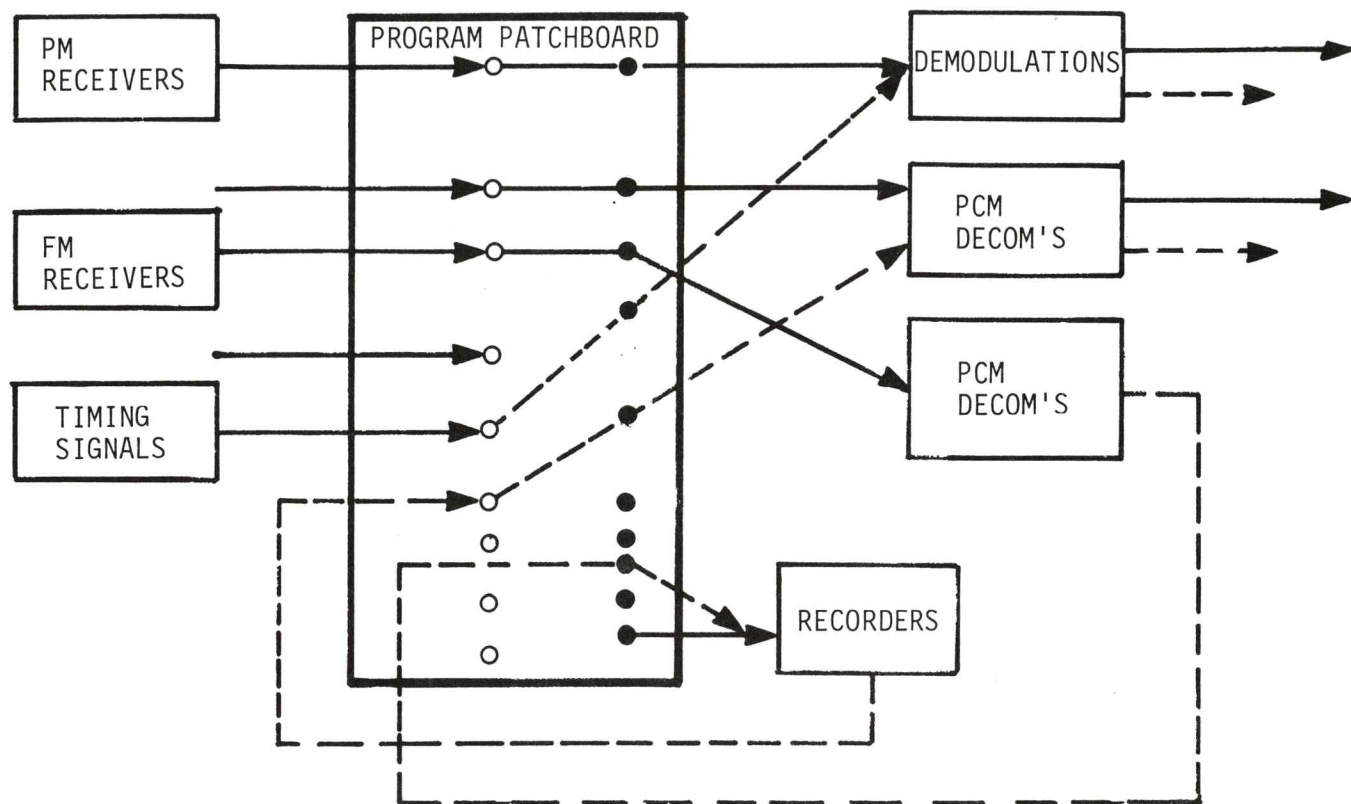 PM
RECEIVERS
PROGRAM PATCHBOARD
DEMODULATIONS
FM
RECEIVERS
PCM
DECOM'S
PCM
DECOM'S
TIMING
SIGNALS
RECORDERS